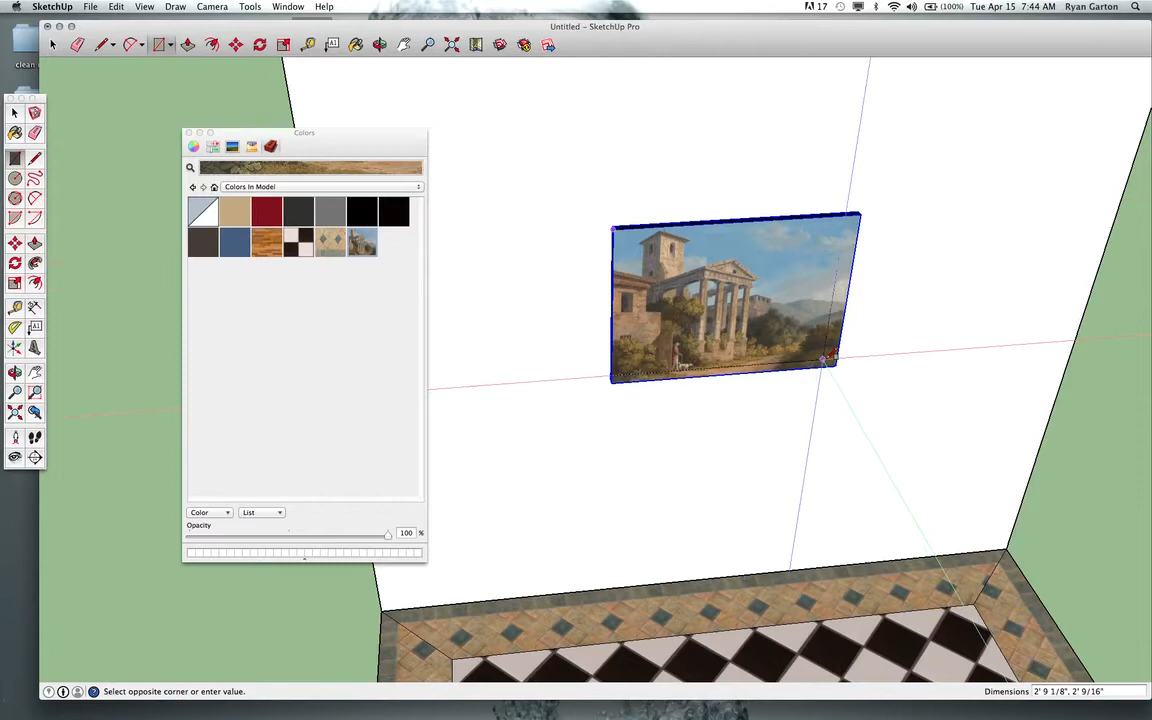 SketchUp File Edit View Draw Camera Tools Window Help 17 (100%) Tue Apr 15 7:44 AM Ryan Garton
Untitled – SketchUp Pro
A1
clean
Colors
Colors In Model
A1
Color List
Opacity
100 %
Select opposite corner or enter value. Dimensions 2' 9 1/8", 2' 9/16"